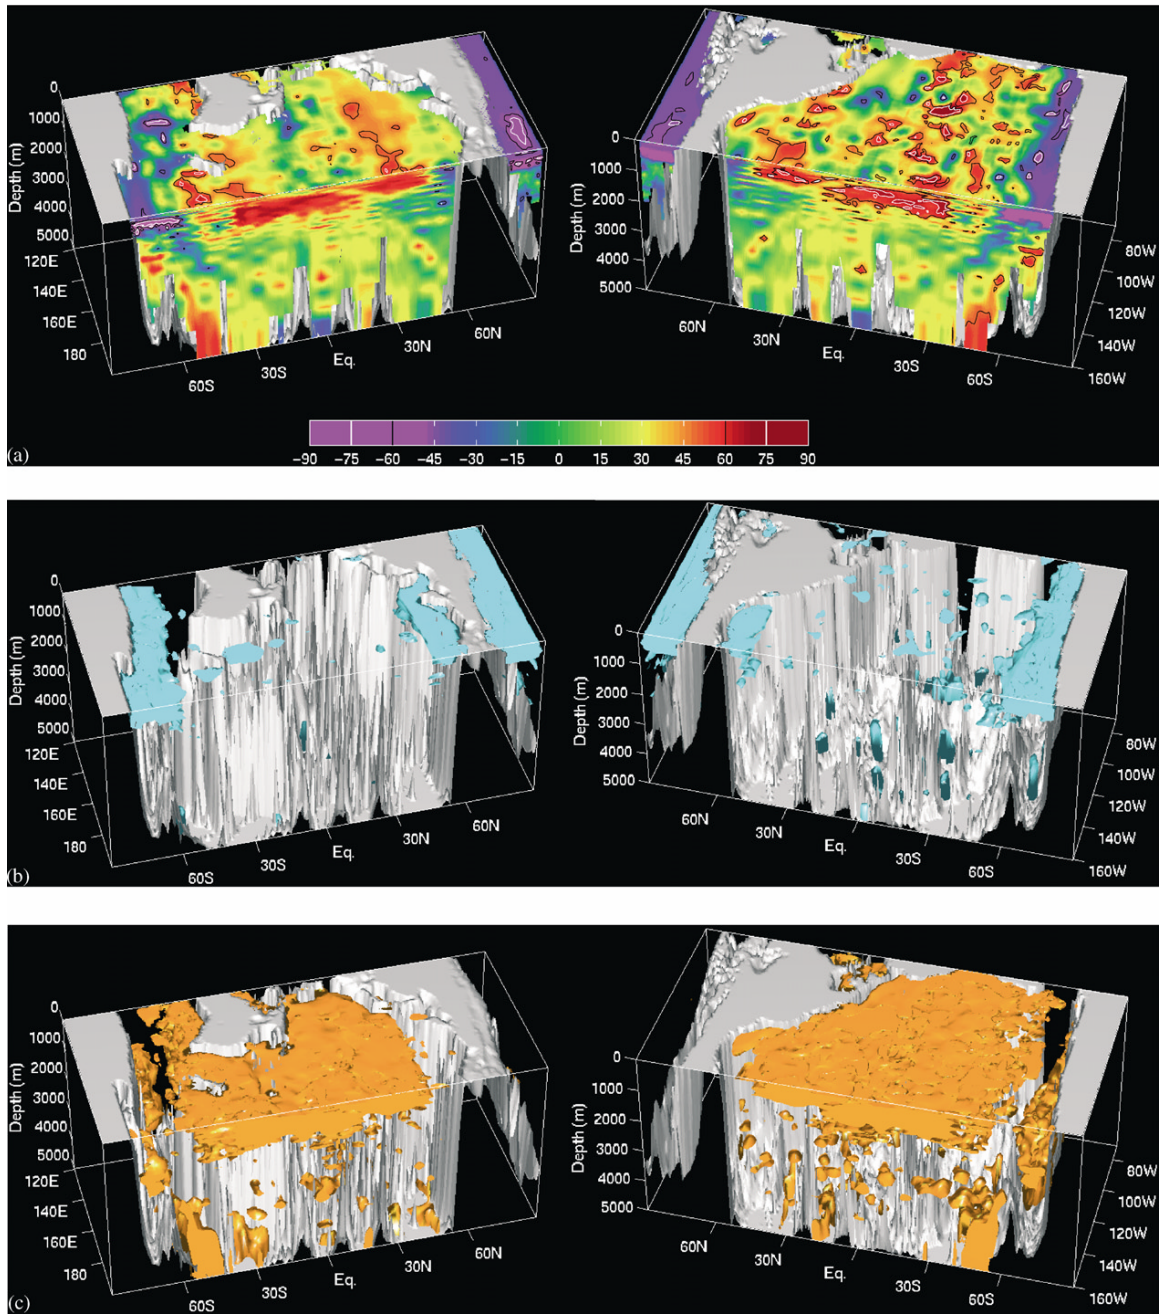 0
1000
2000
3000
4000
5000
Depth (m)
120E
140E
160E
180
60S
30S
Eq.
30N
60N
0
1000
2000
3000
4000
5000
Depth (m)
60N
30N
Eq.
30S
60S
80W
100W
120W
140W
160W
−90 −75 −60 −45 −30 −15 0 15 30 45 60 75 90
(a)
0
1000
2000
3000
4000
5000
Depth (m)
120E
140E
160E
180
60S
30S
Eq.
30N
60N
0
1000
2000
3000
4000
5000
Depth (m)
60N
30N
Eq.
30S
60S
80W
100W
120W
140W
160W
(b)
0
1000
2000
3000
4000
5000
Depth (m)
120E
140E
160E
180
60S
30S
Eq.
30N
60N
0
1000
2000
3000
4000
5000
Depth (m)
60N
30N
Eq.
30S
60S
80W
100W
120W
140W
160W
(c)